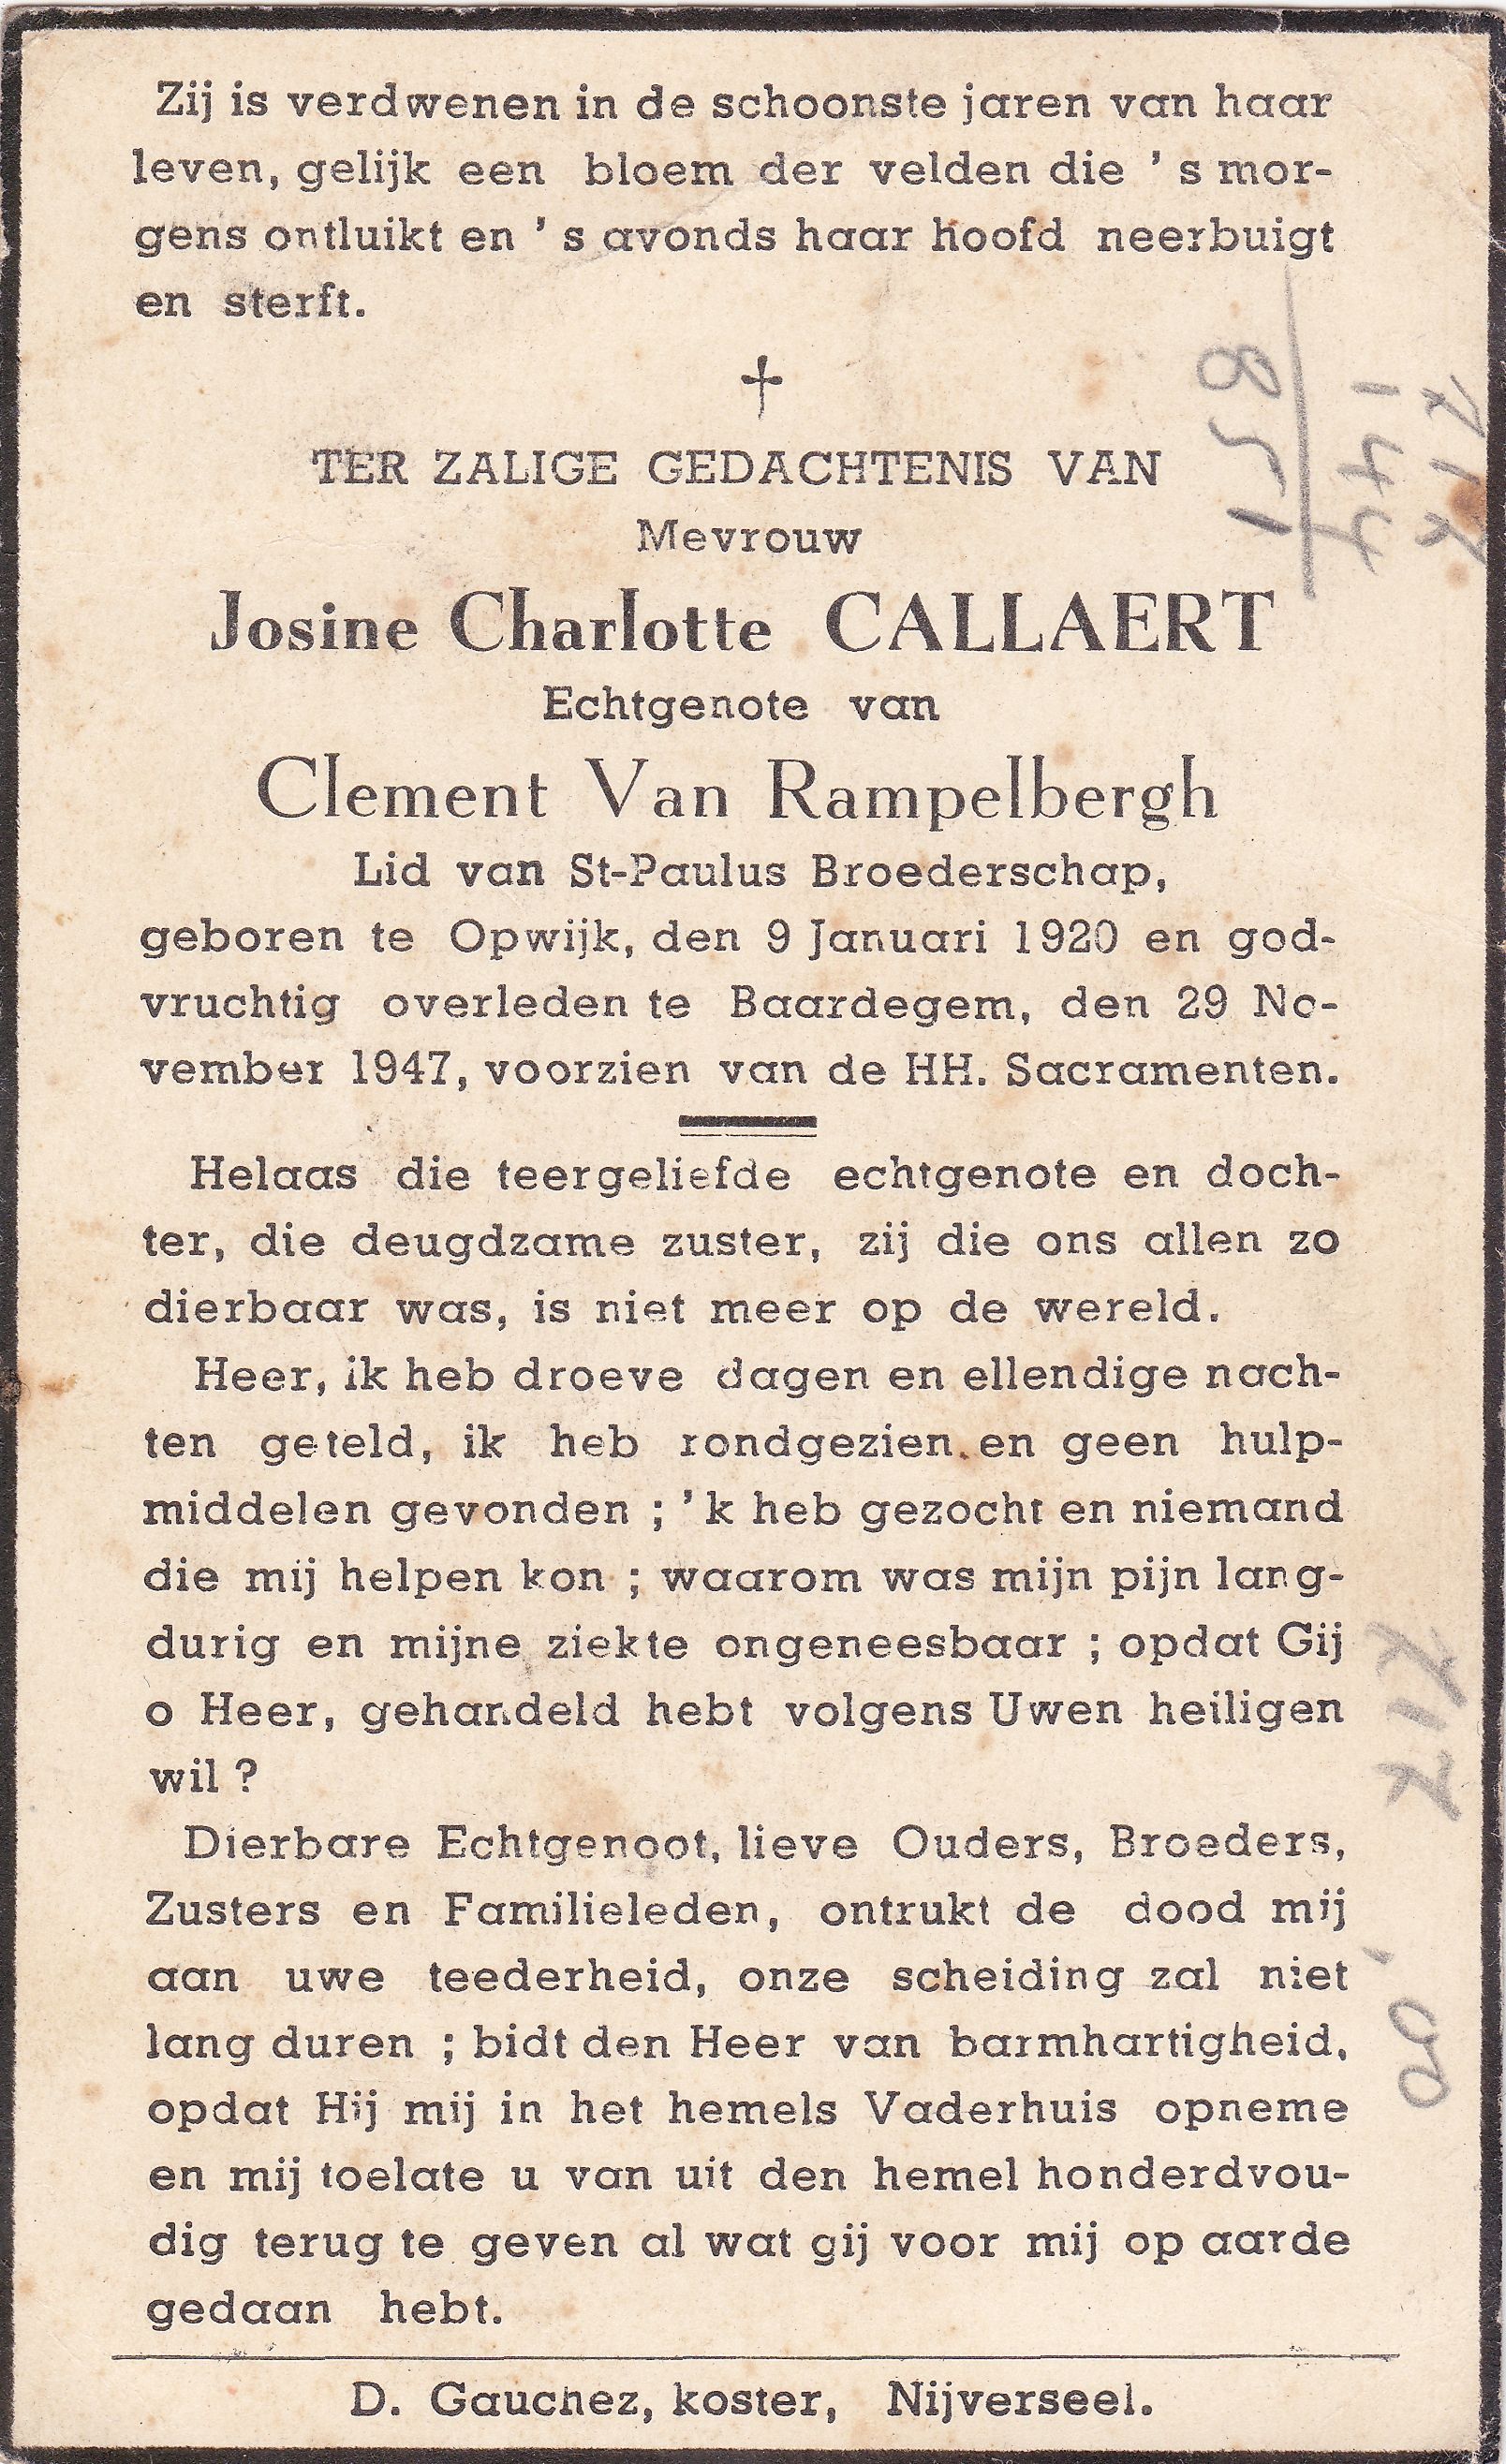 Zij is verdwenen in de schoonste jaren van haar
leven, gelijk een bloem der velden die 's mor-
gens ontluikt en 's avonds haar hoofd neerbuigt
en sterft.
†
TER ZALIGE GEDACHTENIS VAN
Mevrouw
Josine Charlotte CALLAERT
Echtgenote van
Clement Van Rampelbergh
Lid van St-Paulus Broederschap,
geboren te Opwijk, den 9 Januari 1920 en god-
vruchtig overleden te Baardegem, den 29 No-
vember 1947, voorzien van de HH. Sacramenten.
Helaas die teergeliefde echtgenote en doch-
ter, die deugdzame zuster, zij die ons allen zo
dierbaar was, is niet meer op de wereld.
Heer, ik heb droeve dagen en ellendige nach-
ten geteld, ik heb rondgezien en geen hulp-
middelen gevonden ; 'k heb gezocht en niemand
die mij helpen kon ; waarom was mijn pijn lang-
durig en mijne ziekte ongeneesbaar ; opdat Gij
o Heer, gehandeld hebt volgens Uwen heiligen
wil ?
Dierbare Echtgenoot, lieve Ouders, Broeders,
Zusters en Familieleden, ontrukt de dood mij
aan uwe teederheid, onze scheiding zal niet
lang duren ; bidt den Heer van barmhartigheid,
opdat Hij mij in het hemels Vaderhuis opneme
en mij toelate u van uit den hemel honderdvou-
dig terug te geven al wat gij voor mij op aarde
gedaan hebt.
D. Gauchez, koster, Nijverseel.